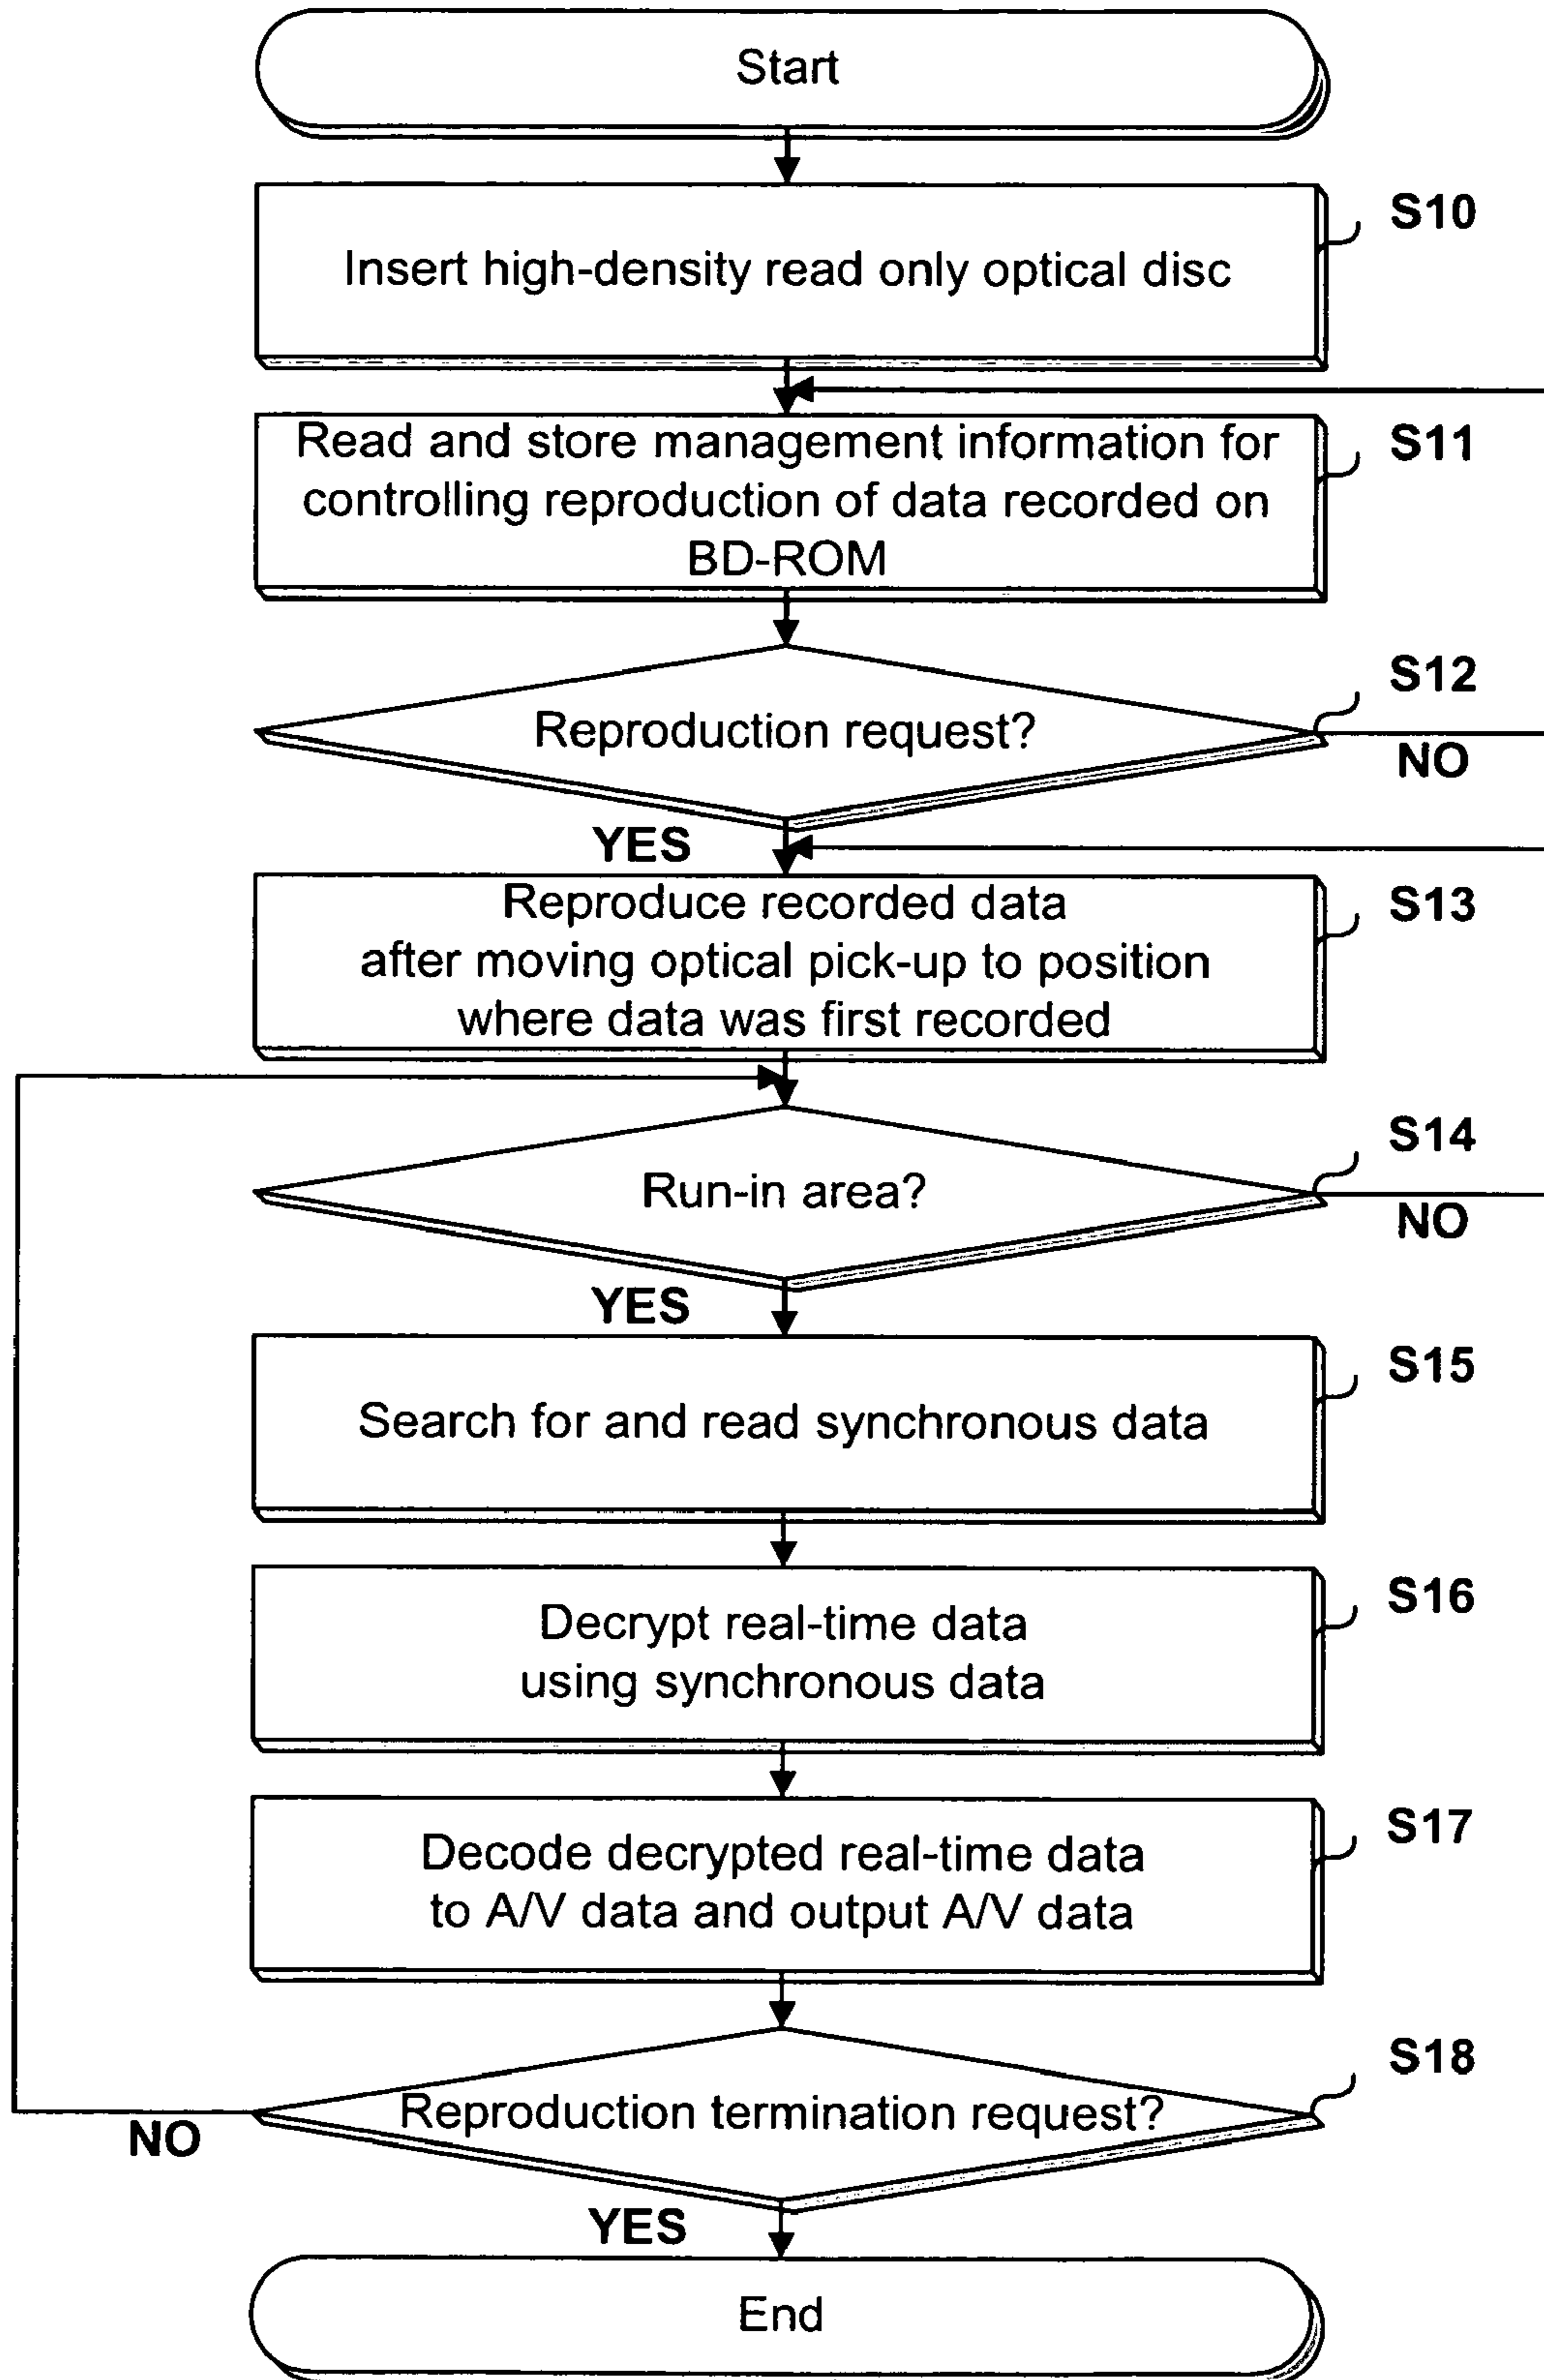 Start
S10
Insert high-density read only optical disc
S11
Read and store management information for
controlling reproduction of data recorded on
BD-ROM
S12
Reproduction request?
NO
YES
S13
Reproduce recorded data
after moving optical pick-up to position
where data was first recorded
S14
Run-in area?
NO
YES
S15
Search for and read synchronous data
S16
Decrypt real-time data
using synchronous data
S17
Decode decrypted real-time data
to A/V data and output A/V data
S18
Reproduction termination request?
NO
YES
End